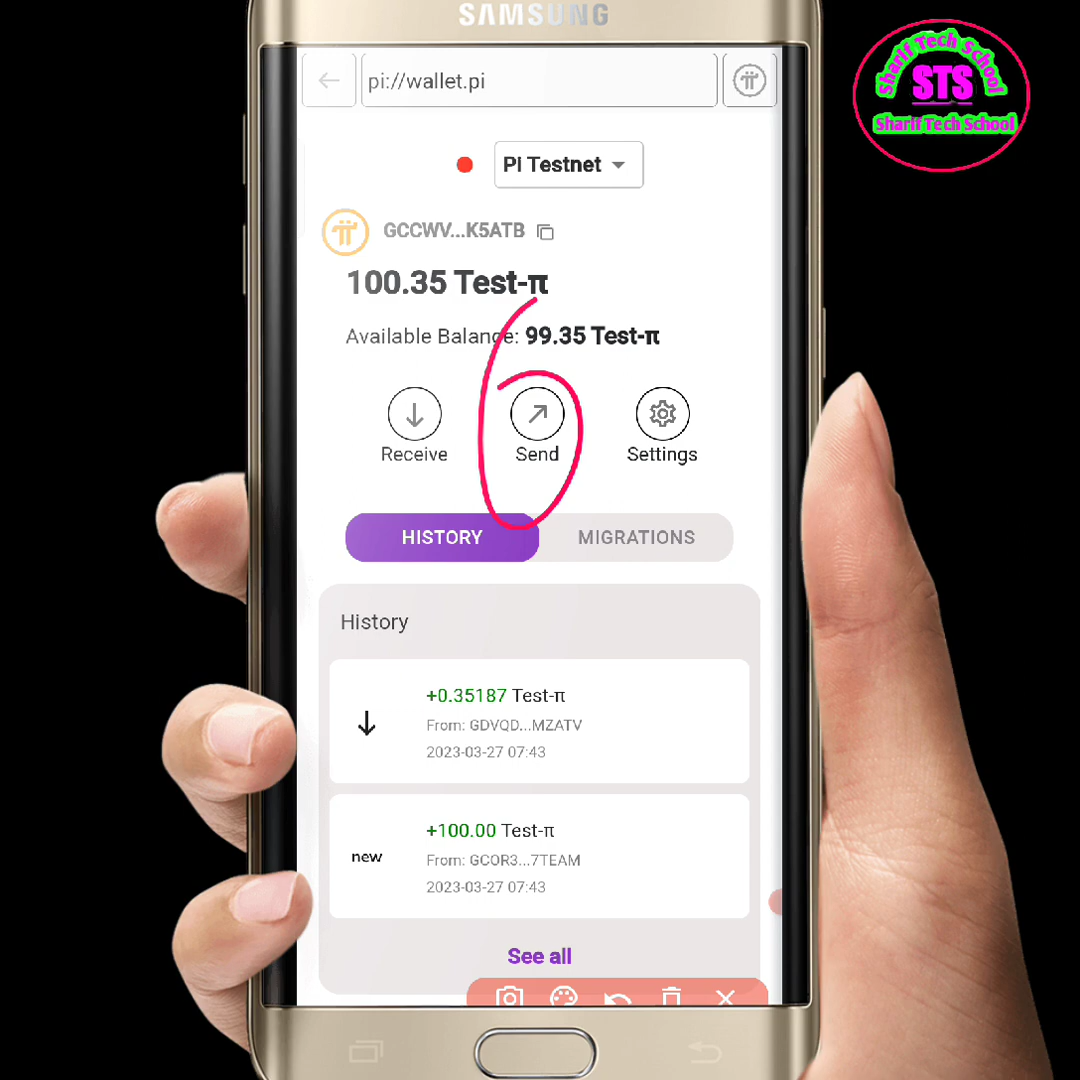 SAMSUNG
Sharif Tech School
STS
Sharif Tech School
pi://wallet.pi
Pi Testnet
GCCWV...K5ATB
100.35 Test-π
Available Balance: 99.35 Test-π
Receive
Send
Settings
HISTORY
MIGRATIONS
History
+0.35187 Test-π
From: GDVQD...MZATV
2023-03-27 07:43
new
+100.00 Test-π
From: GCOR3...7TEAM
2023-03-27 07:43
See all